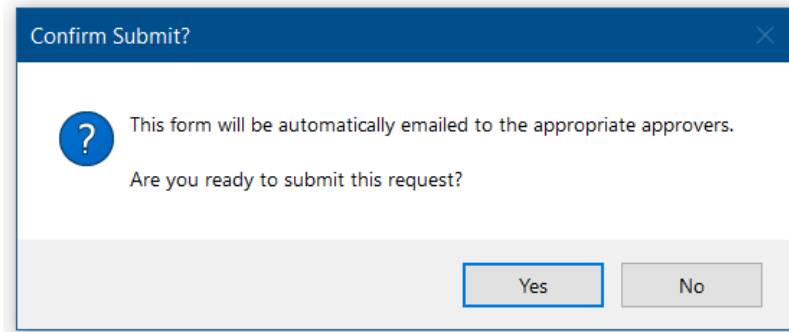 Confirm Submit?
This form will be automatically emailed to the appropriate approvers.
Are you ready to submit this request?
Yes
No